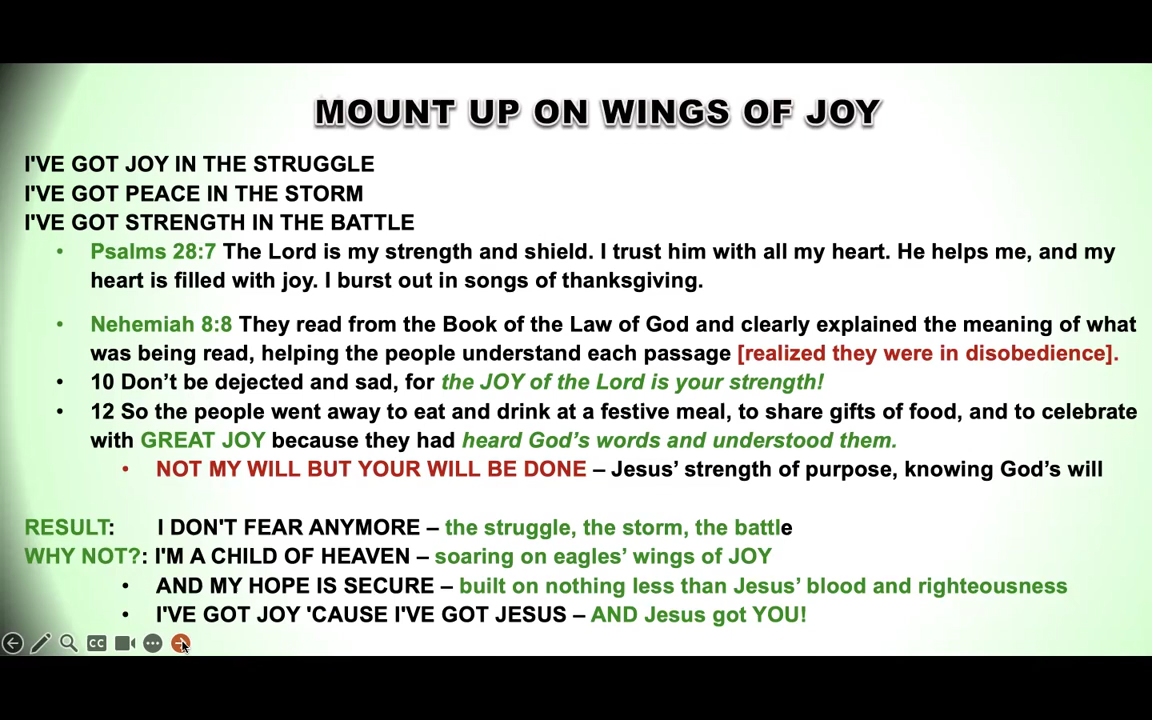 MOUNT UP ON WINGS OF JOY
I'VE GOT JOY IN THE STRUGGLE
I'VE GOT PEACE IN THE STORM
I'VE GOT STRENGTH IN THE BATTLE
• Psalms 28:7 The Lord is my strength and shield. I trust him with all my heart. He helps me, and my
heart is filled with joy. I burst out in songs of thanksgiving.
• Nehemiah 8:8 They read from the Book of the Law of God and clearly explained the meaning of what
was being read, helping the people understand each passage [realized they were in disobedience].
• 10 Don’t be dejected and sad, for the JOY of the Lord is your strength!
• 12 So the people went away to eat and drink at a festive meal, to share gifts of food, and to celebrate
with GREAT JOY because they had heard God’s words and understood them.
• NOT MY WILL BUT YOUR WILL BE DONE – Jesus’ strength of purpose, knowing God’s will
RESULT: I DON'T FEAR ANYMORE – the struggle, the storm, the battle
WHY NOT?: I'M A CHILD OF HEAVEN – soaring on eagles’ wings of JOY
• AND MY HOPE IS SECURE – built on nothing less than Jesus’ blood and righteousness
• I'VE GOT JOY 'CAUSE I'VE GOT JESUS – AND Jesus got YOU!
CC